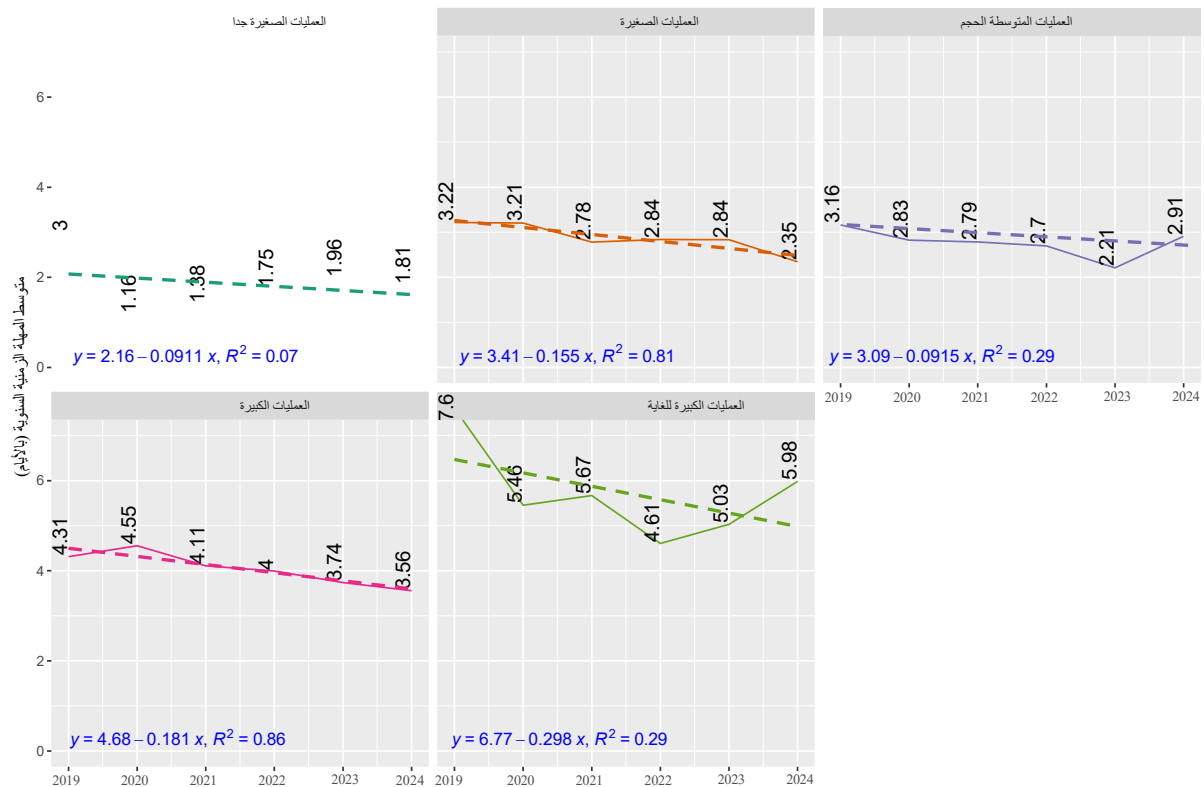 العمليات الصغيرة جدا
العمليات الصغيرة
العمليات المتوسطة الحجم
متوسط المهلة الزمنية السنوية (بالأيام)
6
4
2
0
3
1.16
1.38
1.75
1.96
1.81
y = 2.16 – 0.0911 x, R² = 0.07
3.22
3.21
2.78
2.84
2.84
2.35
y = 3.41 – 0.155 x, R² = 0.81
3.16
2.83
2.79
2.7
2.21
2.91
y = 3.09 – 0.0915 x, R² = 0.29
2019 2020 2021 2022 2023 2024
العمليات الكبيرة
العمليات الكبيرة للغاية
6
4
2
0
4.31
4.55
4.11
4
3.74
3.56
y = 4.68 – 0.181 x, R² = 0.86
7.6
5.46
5.67
4.61
5.03
5.98
y = 6.77 – 0.298 x, R² = 0.29
2019 2020 2021 2022 2023 2024
2019 2020 2021 2022 2023 2024